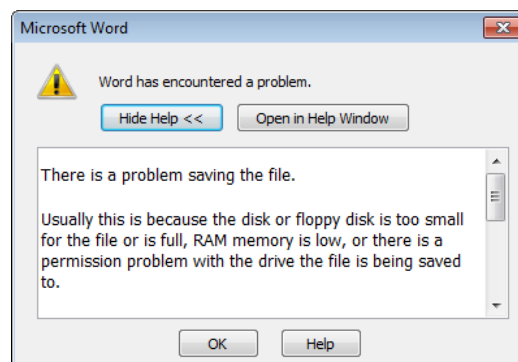 Microsoft Word
Word has encountered a problem.
Hide Help << Open in Help Window
There is a problem saving the file.
Usually this is because the disk or floppy disk is too small
for the file or is full, RAM memory is low, or there is a
permission problem with the drive the file is being saved
to.
OK Help